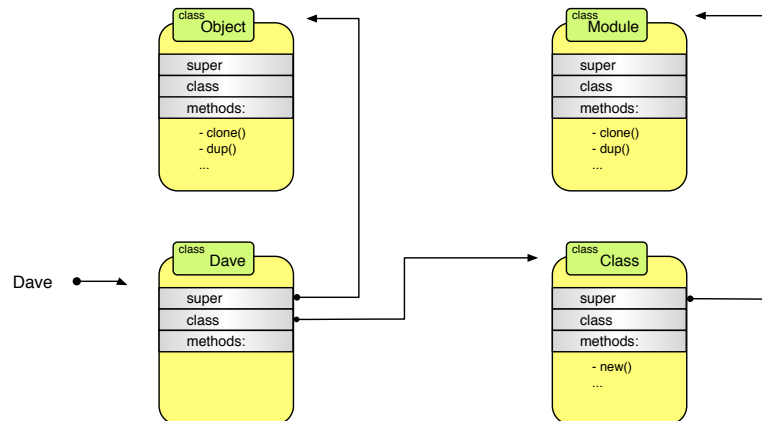 class
Object
super
class
methods:
- clone()
- dup()
...
class
Module
super
class
methods:
- clone()
- dup()
...
Dave
class
Dave
super
class
methods:
class
Class
super
class
methods:
- new()
...